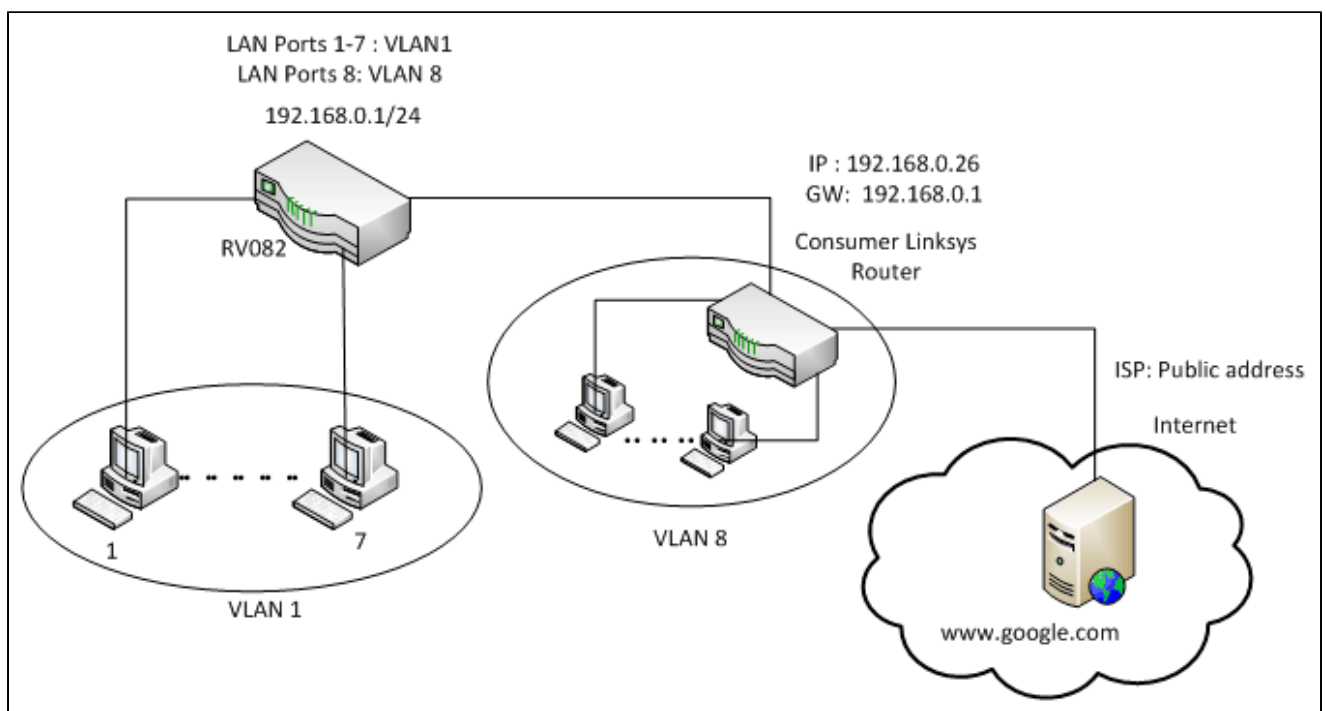 LAN Ports 1-7 : VLAN1
LAN Ports 8: VLAN 8
192.168.0.1/24
RV082
IP : 192.168.0.26
GW: 192.168.0.1
Consumer Linksys
Router
ISP: Public address
Internet
1
7
VLAN 1
VLAN 8
www.google.com